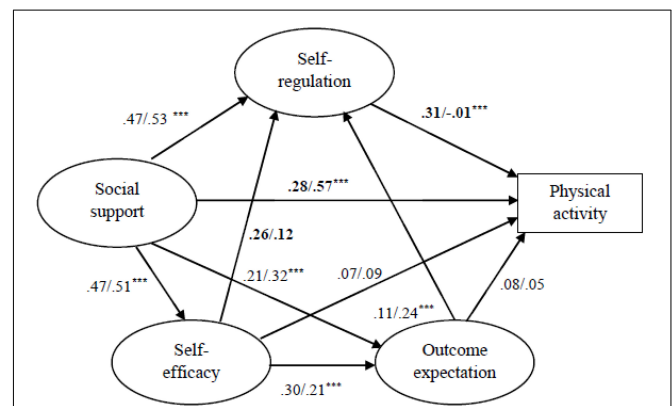 Self-
regulation
.47/.53 ***
.31/-.01***
Social
support
.28/.57***
Physical
activity
.26/.12
.47/.51***
.21/.32***
.07/.09
.08/.05
.11/.24***
Self-
efficacy
Outcome
expectation
.30/.21***